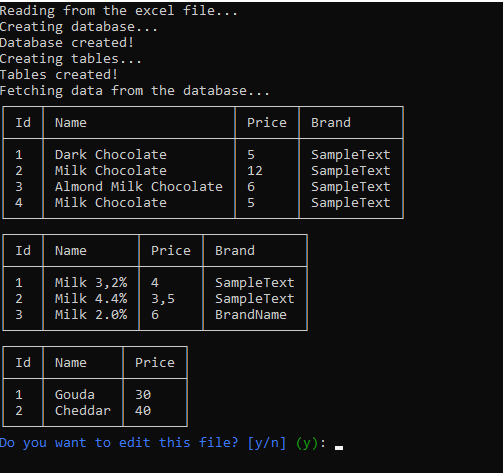 Reading from the excel file...
Creating database...
Database created!
Creating tables...
Tables created!
Fetching data from the database...
Id Name Price Brand
1 Dark Chocolate 5 SampleText
2 Milk Chocolate 12 SampleText
3 Almond Milk Chocolate 6 SampleText
4 Milk Chocolate 5 SampleText
Id Name Price Brand
1 Milk 3,2% 4 SampleText
2 Milk 4.4% 3,5 SampleText
3 Milk 2.0% 6 BrandName
Id Name Price
1 Gouda 30
2 Cheddar 40
Do you want to edit this file? [y/n] (y):